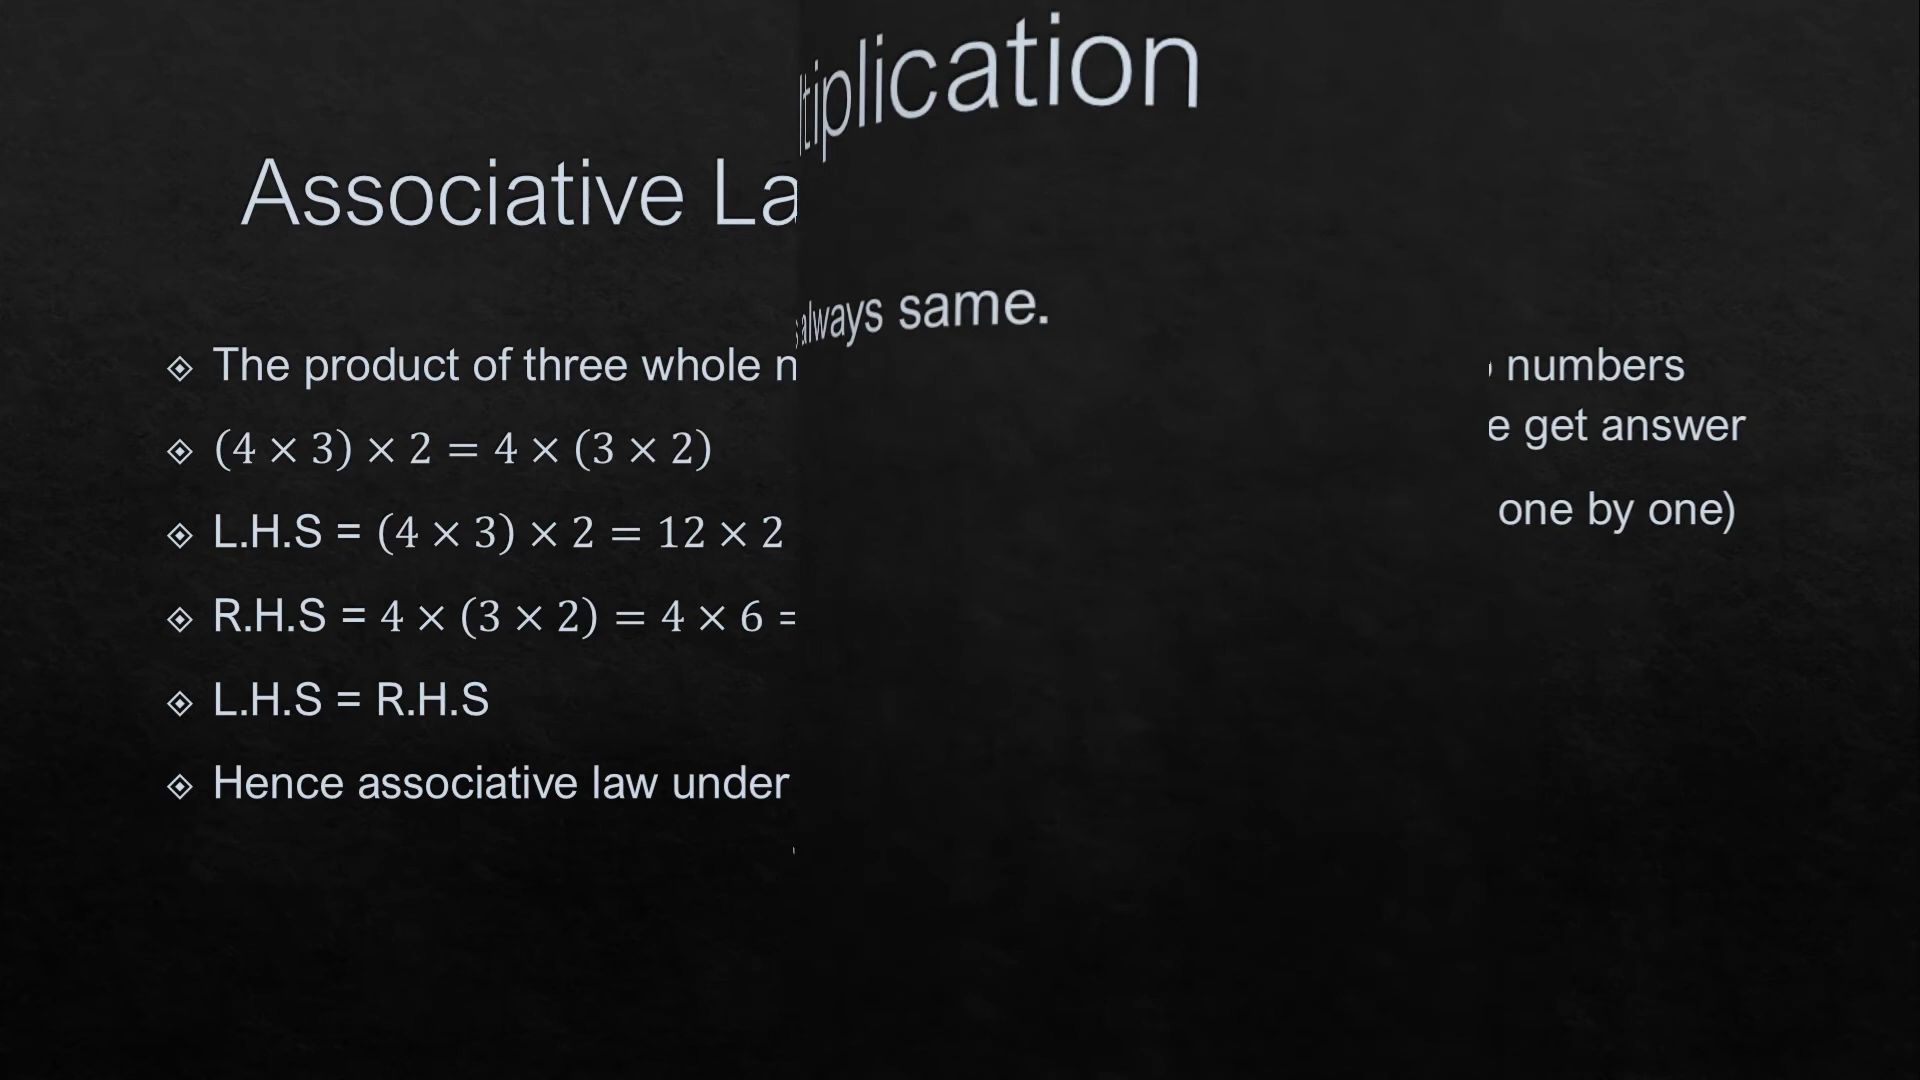 tiplication
Associative La
always same.
The product of three whole n
numbers
(4 × 3) × 2 = 4 × (3 × 2)
e get answer
L.H.S = (4 × 3) × 2 = 12 × 2
one by one)
R.H.S = 4 × (3 × 2) = 4 × 6 =
L.H.S = R.H.S
Hence associative law under